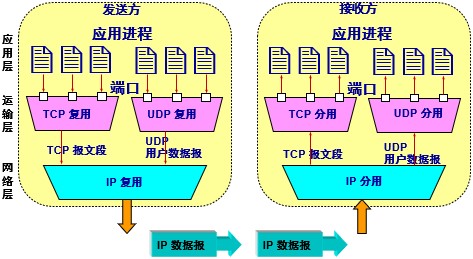 发送方
接收方
应用层
应用进程
应用进程
端口
端口
运输层
TCP 复用
UDP 复用
TCP 分用
UDP 分用
TCP 报文段
UDP
用户数据报
TCP 报文段
UDP
用户数据报
网络层
IP 复用
IP 分用
IP 数据报
IP 数据报